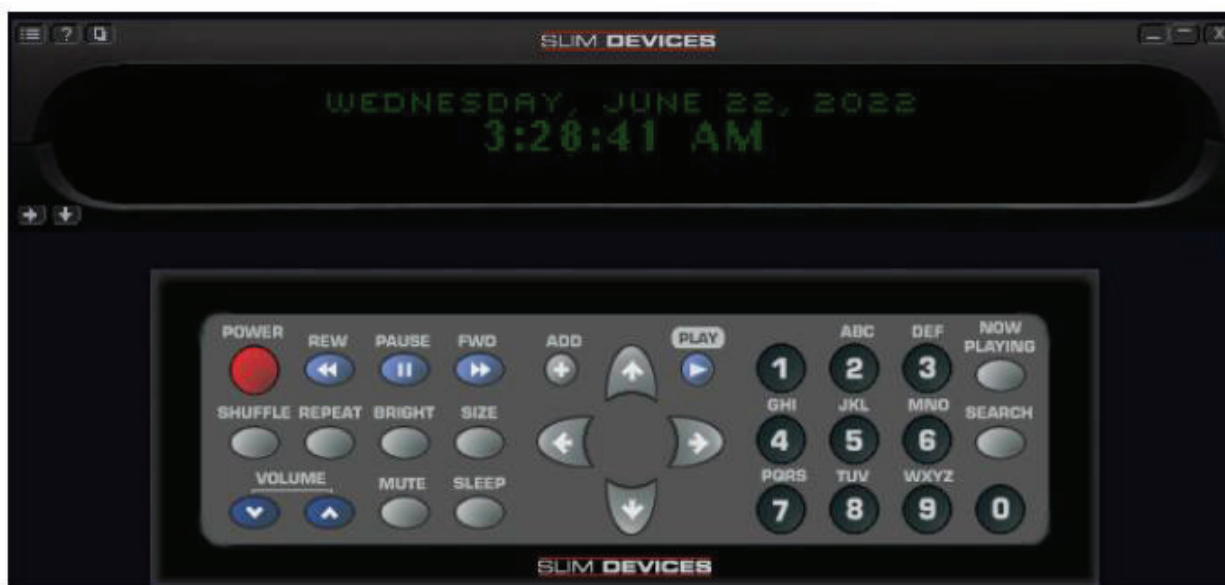 SLIM DEVICES
WEDNESDAY, JUNE 22, 2022
3:28:41 AM
POWER REW PAUSE FWD ADD PLAY ABC DEF NOW PLAYING
1 2 3
SHUFFLE REPEAT BRIGHT SIZE GHI JKL MNO SEARCH
4 5 6
VOLUME MUTE SLEEP PQRS TUV WXYZ
7 8 9 0
SLIM DEVICES